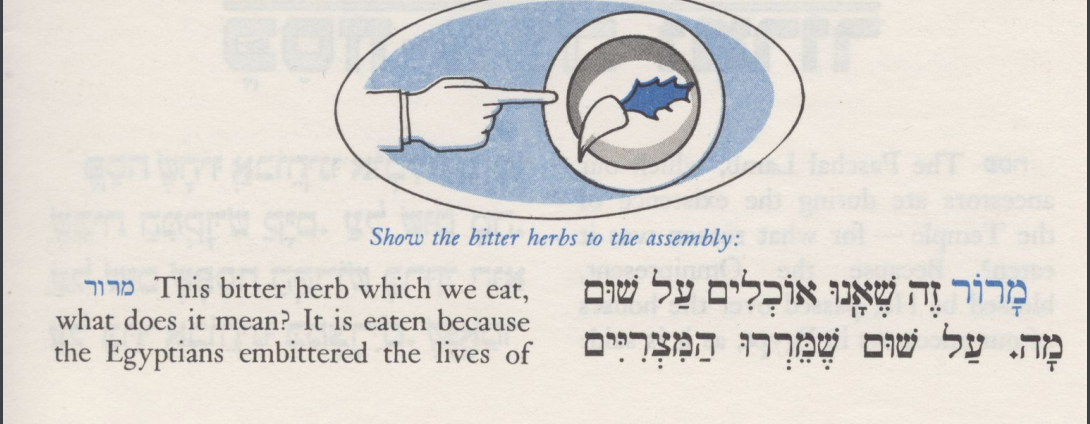 Show the bitter herbs to the assembly:
מרור This bitter herb which we eat,
what does it mean? It is eaten because
the Egyptians embittered the lives of
מָרוֹר זֶה שֶׁאָנוּ אוֹכְלִים עַל שׁוּם
מָה. עַל שׁוּם שֶׁמֵּרְרוּ הַמִּצְרִיִּים